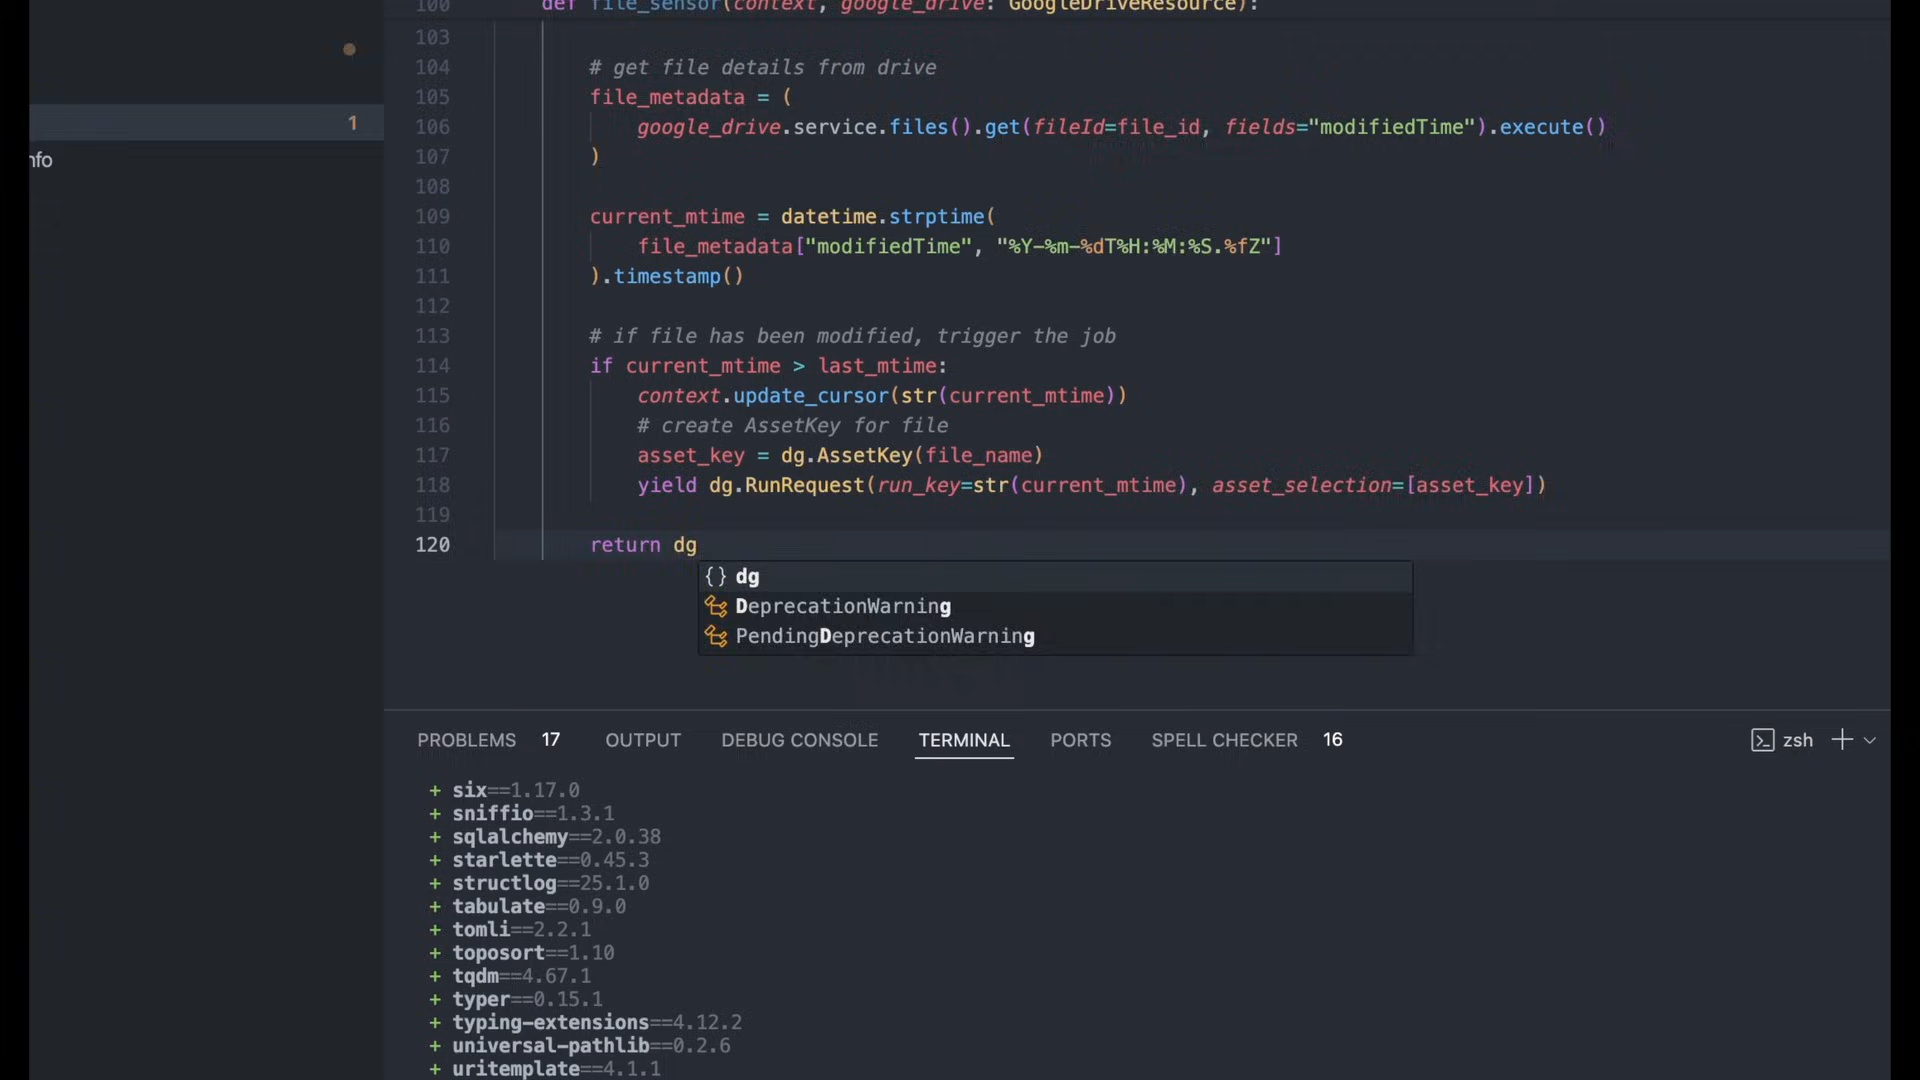 100 def file_sensor(context, google_drive: GoogleDriveResource):
103
104 # get file details from drive
105 file_metadata = (
106 google_drive.service.files().get(fileId=file_id, fields="modifiedTime").execute()
107 )
108
109 current_mtime = datetime.strptime(
110 file_metadata["modifiedTime", "%Y-%m-%dT%H:%M:%S.%fZ"]
111 ).timestamp()
112
113 # if file has been modified, trigger the job
114 if current_mtime > last_mtime:
115 context.update_cursor(str(current_mtime))
116 # create AssetKey for file
117 asset_key = dg.AssetKey(file_name)
118 yield dg.RunRequest(run_key=str(current_mtime), asset_selection=[asset_key])
119
120 return dg
{} dg
DeprecationWarning
PendingDeprecationWarning
1
nfo
PROBLEMS 17 OUTPUT DEBUG CONSOLE TERMINAL PORTS SPELL CHECKER 16 zsh
+ six==1.17.0
+ sniffio==1.3.1
+ sqlalchemy==2.0.38
+ starlette==0.45.3
+ structlog==25.1.0
+ tabulate==0.9.0
+ tomli==2.2.1
+ toposort==1.10
+ tqdm==4.67.1
+ typer==0.15.1
+ typing-extensions==4.12.2
+ universal-pathlib==0.2.6
+ uritemplate==4.1.1